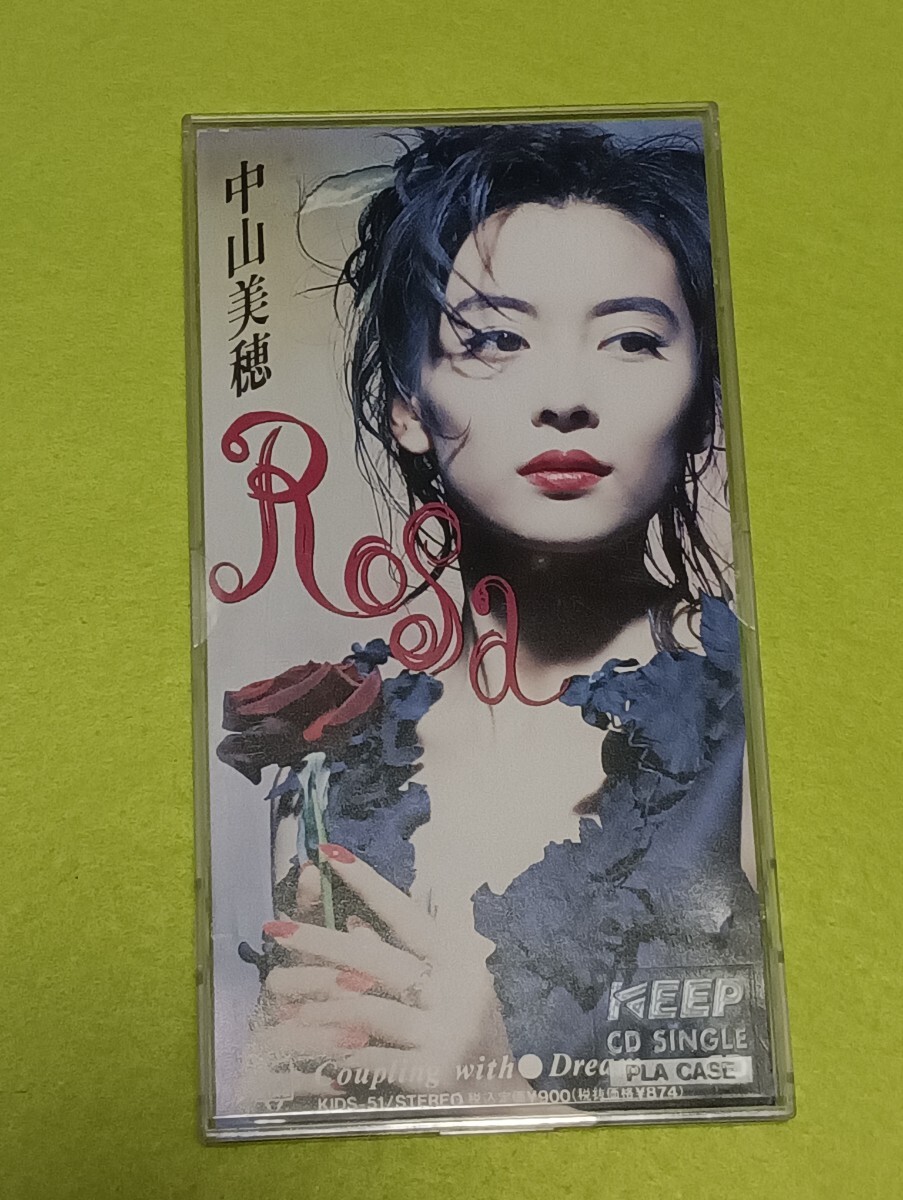 中山美穂
Rosa
KEEP
CD SINGLE
PLA CASE
Coupling with●
KIDS-51/STEREO 税込定価¥900(税抜価格¥874)